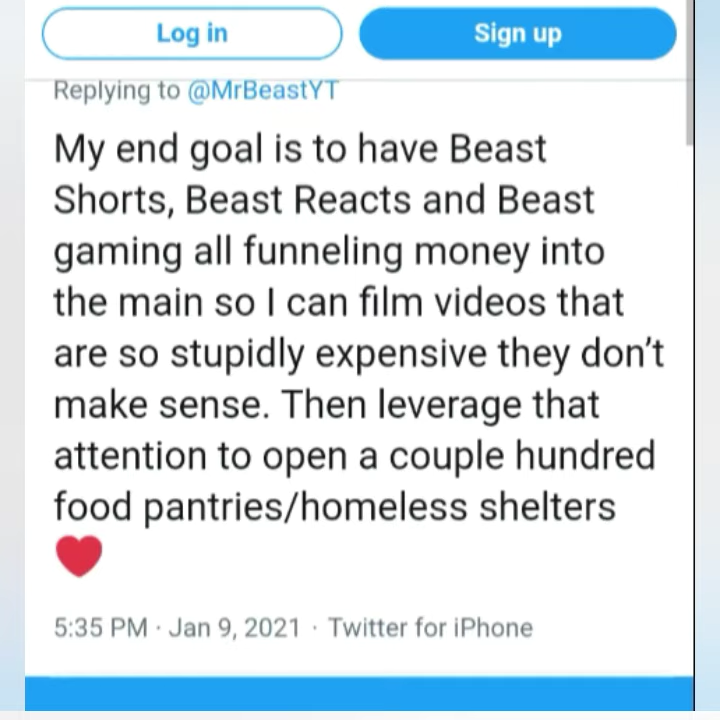 Log in
Sign up
Replying to @MrBeastYT
My end goal is to have Beast
Shorts, Beast Reacts and Beast
gaming all funneling money into
the main so I can film videos that
are so stupidly expensive they don't
make sense. Then leverage that
attention to open a couple hundred
food pantries/homeless shelters
❤️
5:35 PM · Jan 9, 2021 · Twitter for iPhone